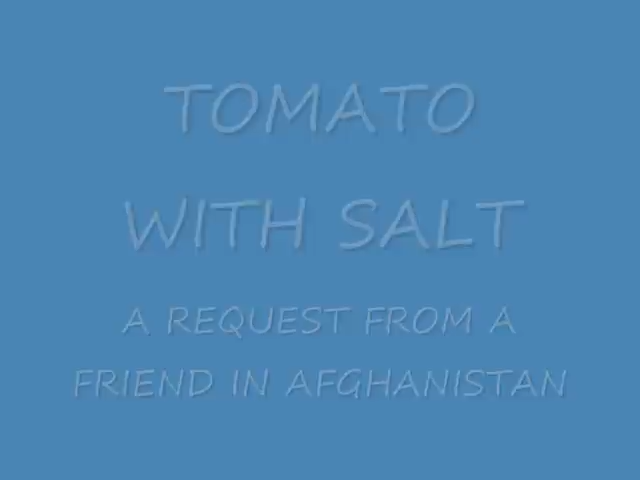 TOMATO
WITH SALT
A REQUEST FROM A
FRIEND IN AFGHANISTAN